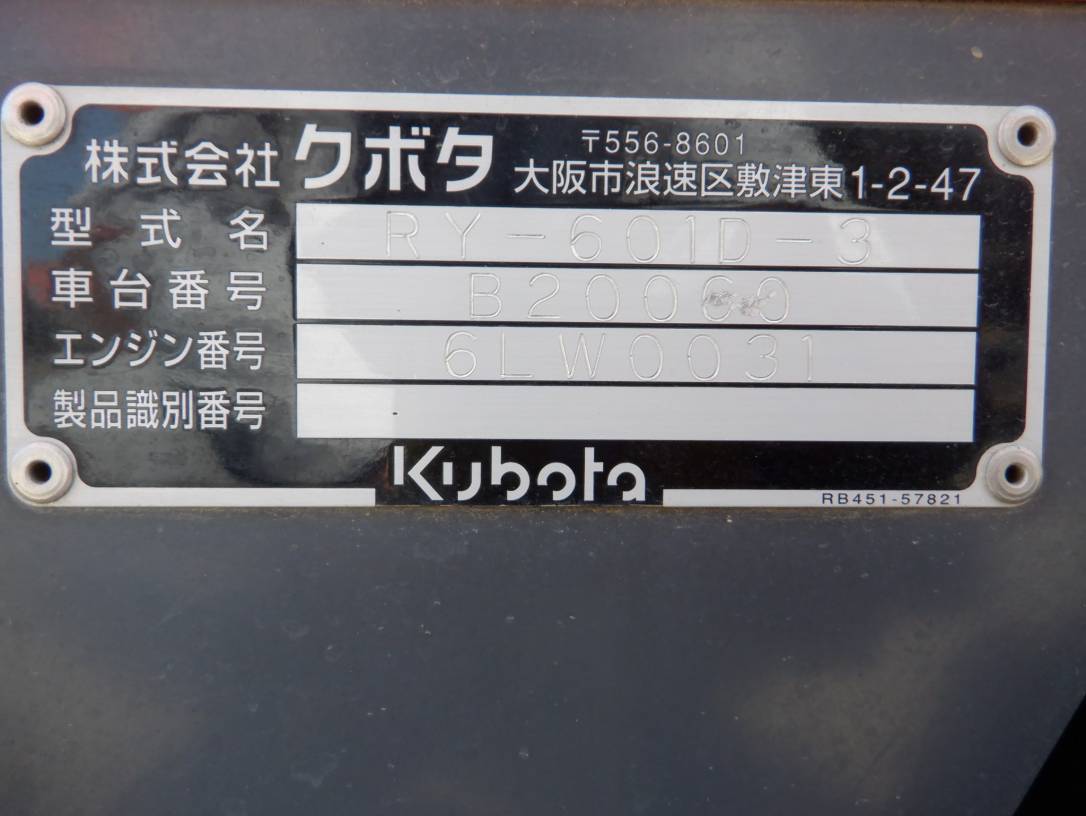 株式会社 クボタ 〒556-8601
大阪市浪速区敷津東1-2-47
型式名 RY-601D-3
車台番号
エンジン番号 6LW0031
製品識別番号
Kubota
RB451-57821